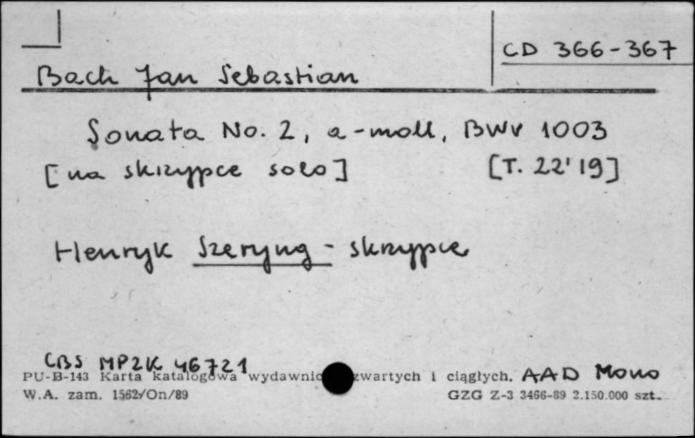 CD 366-367
Bach Jan Sebastian
Sonata No. 2, a-moll, BWV 1003
[na skrzypce solo] [T. 22'19]
Henryk Szeryng - skrzypce
CBS MP2K 46721
PU-B-143 Karta katalogowa wydawnic zwartych i ciągłych. AAD Mono
W.A. zam. 1562/On/89 GZG Z-3 3466-89 2.150.000 szt.